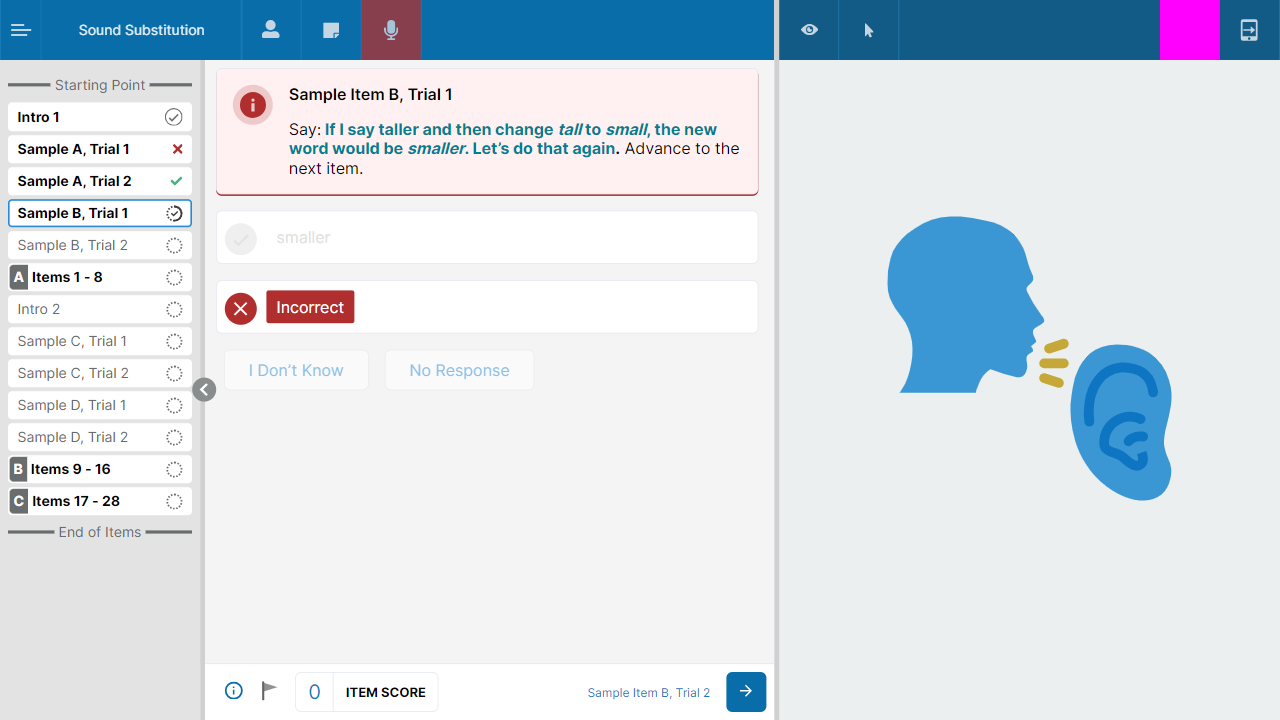 Sound Substitution
Starting Point
Intro 1
Sample A, Trial 1
Sample A, Trial 2
Sample B, Trial 1
Sample B, Trial 2
A Items 1 - 8
Intro 2
Sample C, Trial 1
Sample C, Trial 2
Sample D, Trial 1
Sample D, Trial 2
B Items 9 - 16
C Items 17 - 28
End of Items
Sample Item B, Trial 1
Say: If I say taller and then change tall to small, the new
word would be smaller. Let’s do that again. Advance to the
next item.
smaller
Incorrect
I Don’t Know
No Response
0 ITEM SCORE
Sample Item B, Trial 2